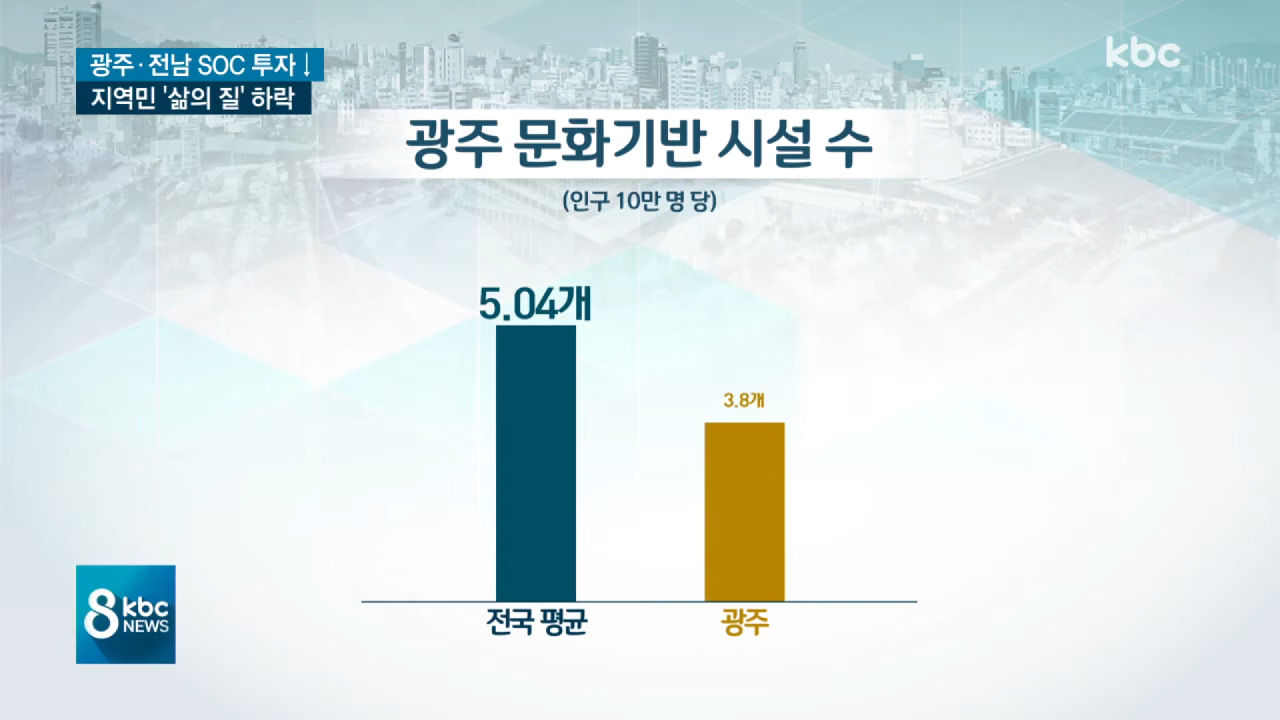 광주·전남 SOC 투자↓
지역민 '삶의 질' 하락
kbc
광주 문화기반 시설 수
(인구 10만 명 당)
5.04개
3.8개
전국 평균
광주
8 kbc
NEWS